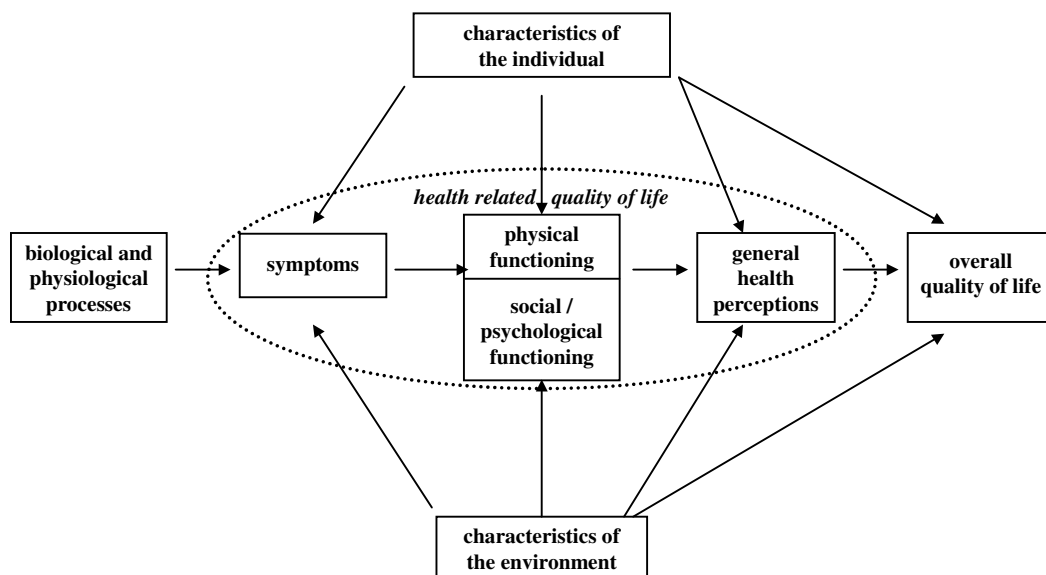 characteristics of
the individual
health related quality of life
biological and
physiological
processes
symptoms
physical
functioning
social /
psychological
functioning
general
health
perceptions
overall
quality of life
characteristics of
the environment